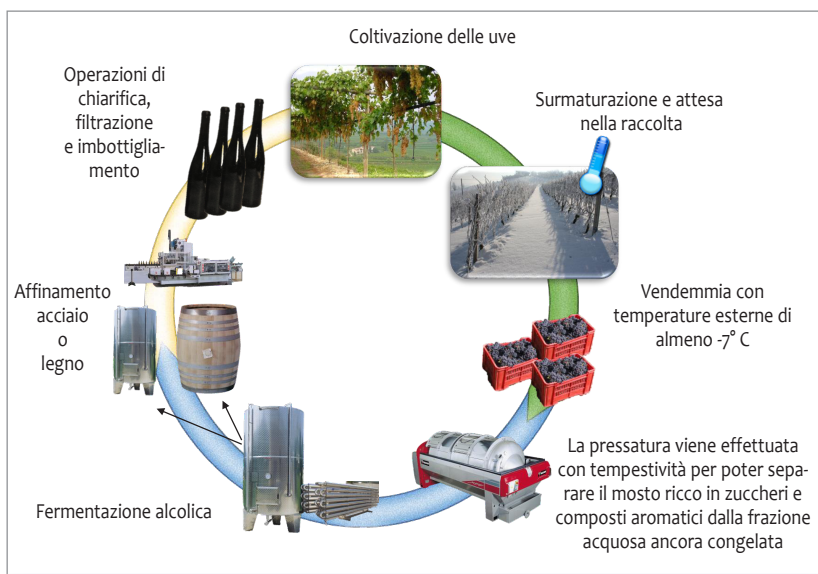 Coltivazione delle uve
Operazioni di
chiarifica,
filtrazione
e imbottiglia-
mento
Surmaturazione e attesa
nella raccolta
Affinamento
acciaio
o
legno
Vendemmia con
temperature esterne di
almeno -7° C
La pressatura viene effettuata
con tempestività per poter sepa-
rare il mosto ricco in zuccheri e
composti aromatici dalla frazione
acquosa ancora congelata
Fermentazione alcolica